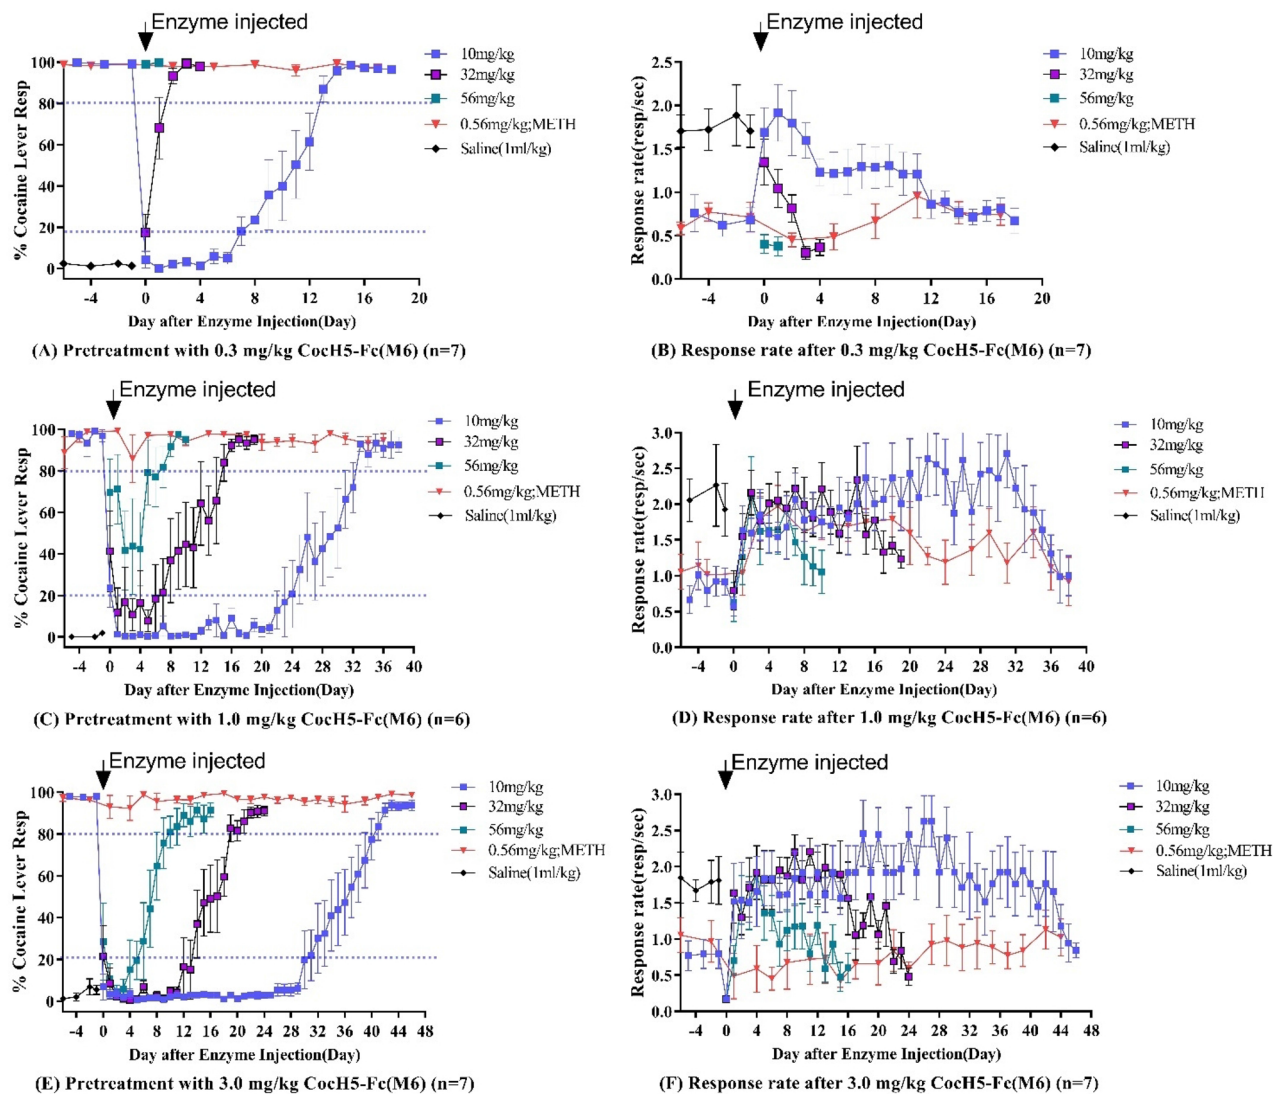 Enzyme injected
10mg/kg
32mg/kg
56mg/kg
0.56mg/kg;METH
Saline(1ml/kg)
% Cocaine Lever Resp
100
80
60
40
20
0
-4 0 4 8 12 16 20
Day after Enzyme Injection(Day)
(A) Pretreatment with 0.3 mg/kg CocH5-Fc(M6) (n=7)
Enzyme injected
10mg/kg
32mg/kg
56mg/kg
0.56mg/kg;METH
Saline(1ml/kg)
Response rate(resp/sec)
2.5
2.0
1.5
1.0
0.5
0.0
-4 0 4 8 12 16 20
Day after Enzyme Injection(Day)
(B) Response rate after 0.3 mg/kg CocH5-Fc(M6) (n=7)
Enzyme injected
10mg/kg
32mg/kg
56mg/kg
0.56mg/kg;METH
Saline(1ml/kg)
% Cocaine Lever Resp
100
80
60
40
20
0
-4 0 4 8 12 16 20 24 28 32 36 40
Day after Enzyme Injection(Day)
(C) Pretreatment with 1.0 mg/kg CocH5-Fc(M6) (n=6)
Enzyme injected
10mg/kg
32mg/kg
56mg/kg
0.56mg/kg;METH
Saline(1ml/kg)
Response rate(resp/sec)
3.0
2.5
2.0
1.5
1.0
0.5
0.0
-4 0 4 8 12 16 20 24 28 32 36 40
Day after Enzyme Injection(Day)
(D) Response rate after 1.0 mg/kg CocH5-Fc(M6) (n=6)
Enzyme injected
10mg/kg
32mg/kg
56mg/kg
0.56mg/kg;METH
Saline(1ml/kg)
% Cocaine Lever Resp
100
80
60
40
20
0
-4 0 4 8 12 16 20 24 28 32 36 40 44 48
Day after Enzyme Injection(Day)
(E) Pretreatment with 3.0 mg/kg CocH5-Fc(M6) (n=7)
Enzyme injected
10mg/kg
32mg/kg
56mg/kg
0.56mg/kg;METH
Saline(1ml/kg)
Response rate(resp/sec)
3.0
2.5
2.0
1.5
1.0
0.5
0.0
-4 0 4 8 12 16 20 24 28 32 36 40 44 48
Day after Enzyme Injection(Day)
(F) Response rate after 3.0 mg/kg CocH5-Fc(M6) (n=7)